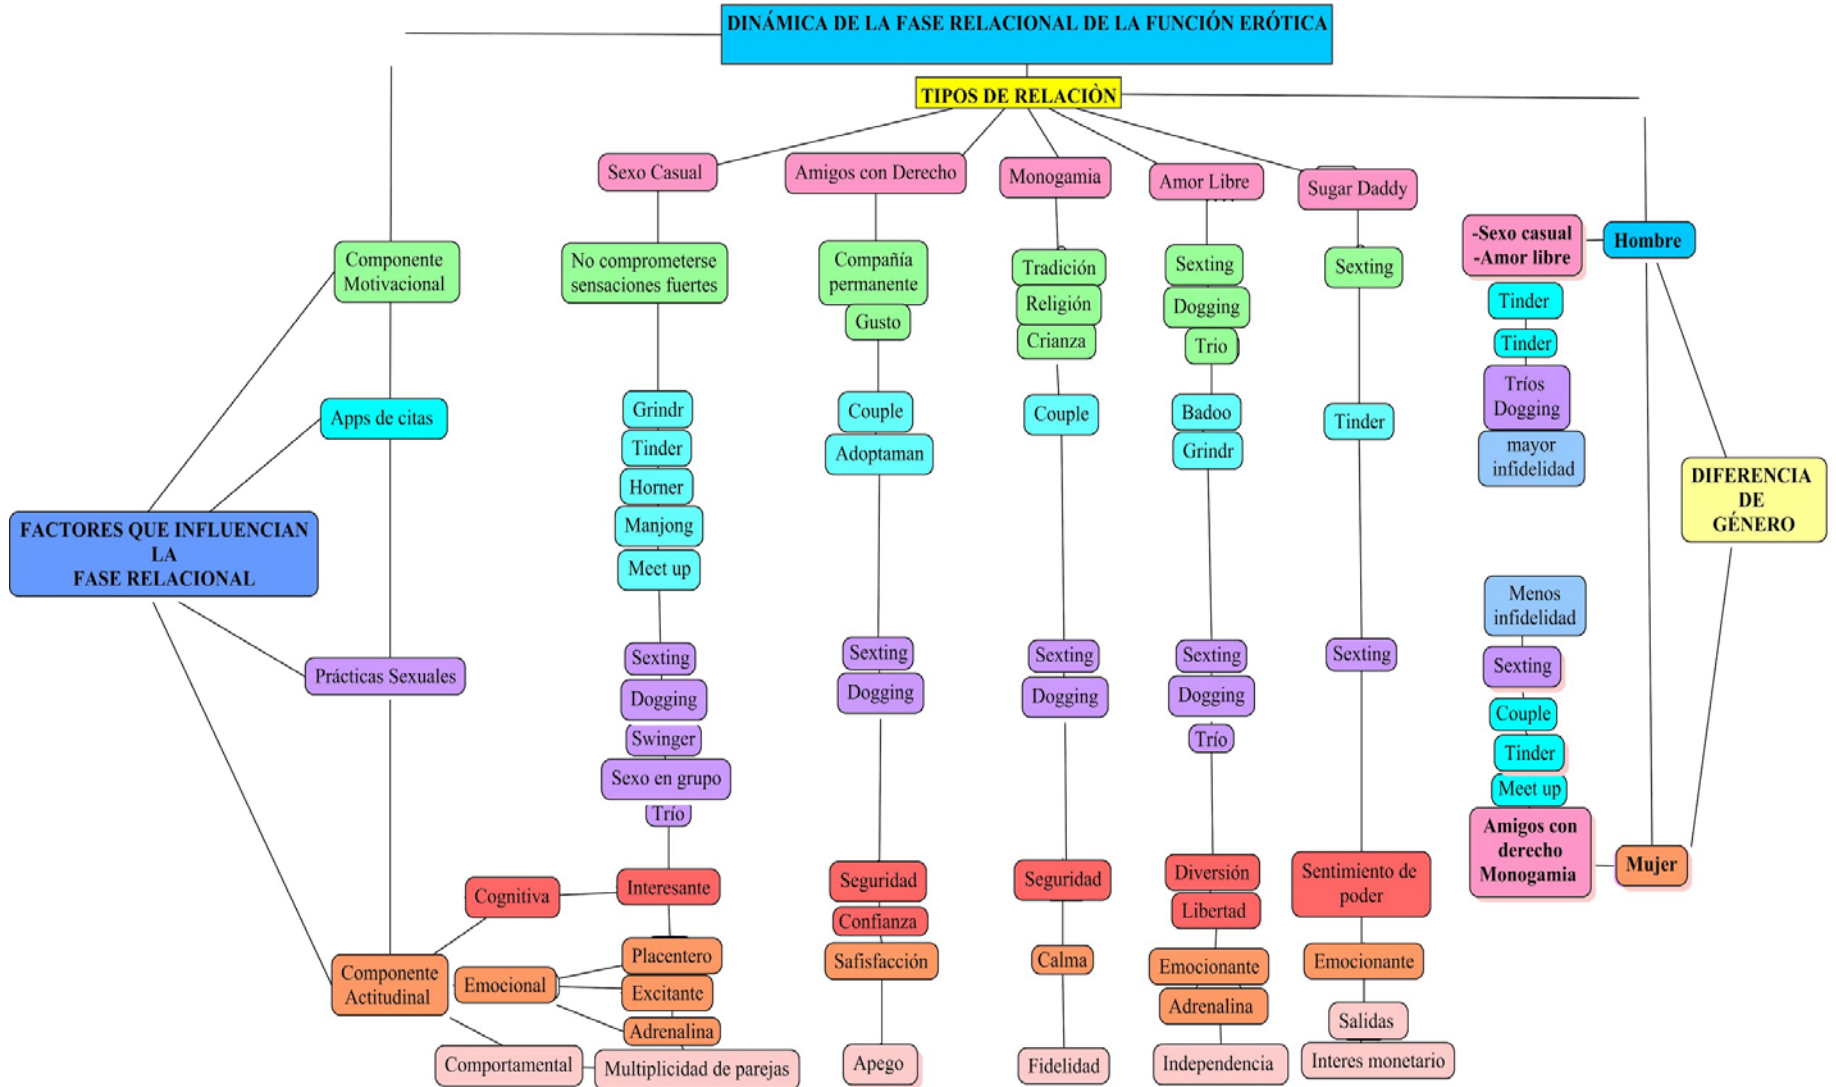 DINÁMICA DE LA FASE RELACIONAL DE LA FUNCIÓN ERÓTICA
TIPOS DE RELACIÒN
Sexo Casual
Amigos con Derecho
Monogamia
Amor Libre
Sugar Daddy
-Sexo casual
-Amor libre
Hombre
Componente
Motivacional
No comprometerse
sensaciones fuertes
Compañía
permanente
Gusto
Tradición
Religión
Crianza
Sexting
Dogging
Trio
Sexting
Tinder
Tinder
Tríos
Dogging
mayor
infidelidad
Apps de citas
Grindr
Tinder
Horner
Manjong
Meet up
Couple
Adoptaman
Couple
Badoo
Grindr
Tinder
DIFERENCIA
DE
GÉNERO
FACTORES QUE INFLUENCIAN
LA
FASE RELACIONAL
Prácticas Sexuales
Sexting
Dogging
Swinger
Sexo en grupo
Trío
Sexting
Dogging
Sexting
Dogging
Sexting
Dogging
Trío
Sexting
Menos
infidelidad
Sexting
Couple
Tinder
Meet up
Amigos con
derecho
Monogamia
Mujer
Componente
Actitudinal
Cognitiva
Interesante
Seguridad
Confianza
Seguridad
Diversión
Libertad
Sentimiento de
poder
Emocional
Placentero
Excitante
Adrenalina
Safisfacción
Calma
Emocionante
Adrenalina
Emocionante
Comportamental
Multiplicidad de parejas
Apego
Fidelidad
Independencia
Salidas
Interes monetario